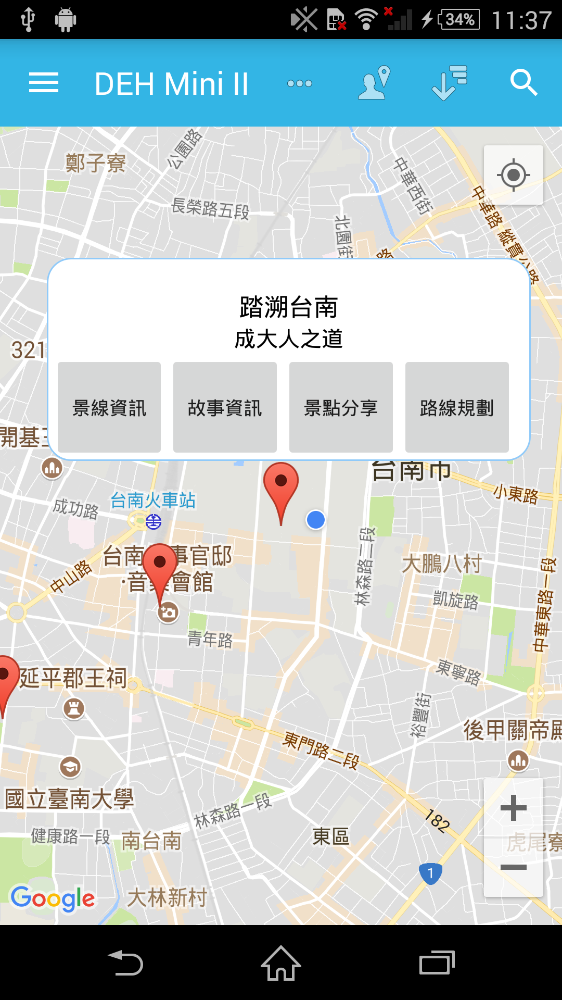 34% 11:37
DEH Mini II
鄭子寮
公園路
中華西街
長榮路五段
北園街
中華路 縱貫公路
路
踏溯台南
成大人之道
321
景線資訊
故事資訊
景點分享
路線規劃
開基
台南市
台南火車站
小東路
成功路
林森路二段
台南 事官邸
·音 會館
大鵬八村
中山路
凱旋路
中華東路一段
青年路
延平郡王祠
東寧路
裕豐街
後甲關帝殿
東門路二段
國立臺南大學
林森路一段
182
健康路一段
南台南
東區
虎尾寮
1
Google
大林新村